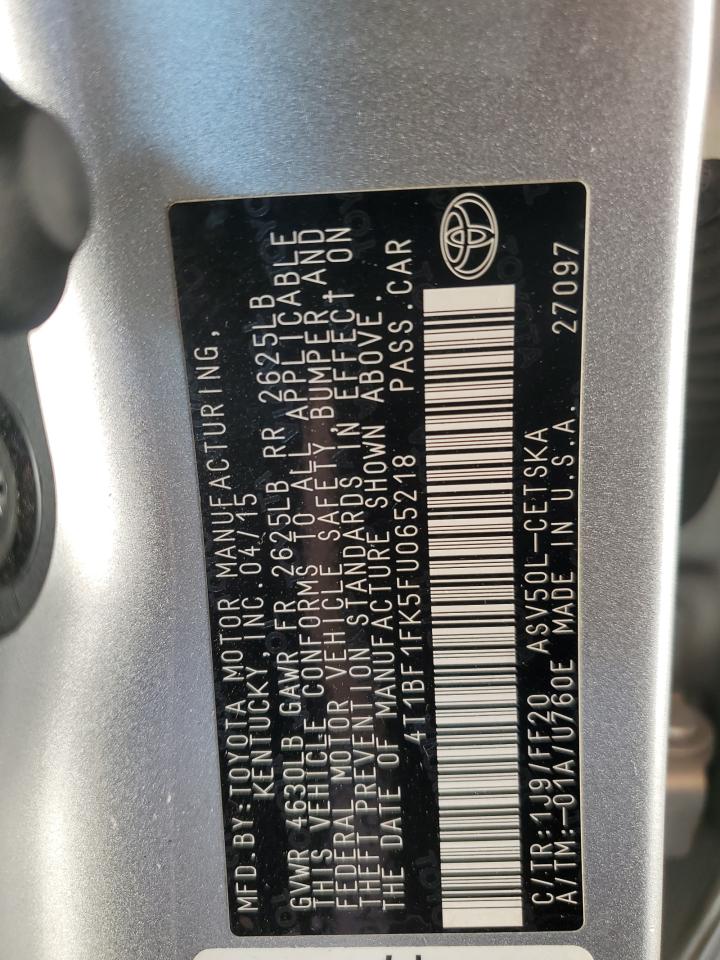 MFD.BY:TOYOTA MOTOR MANUFACTURING,
KENTUCKY INC.04/15
GVWR 4630LB GAWR FR 2625LB RR 2625LB
THIS VEHICLE CONFORMS TO ALL APPLICABLE
FEDERAL MOTOR VEHICLE SAFETY,BUMPER AND
THEFT PREVENTION STANDARDS IN EFFECT ON
THE DATE OF MANUFACTURE SHOWN ABOVE.
4T1BF1FK5FU065218 PASS.CAR
C/TR:1J9/FF20 ASV50L-CETSKA
A/TM:-01A/U760E MADE IN U.S.A. 27097